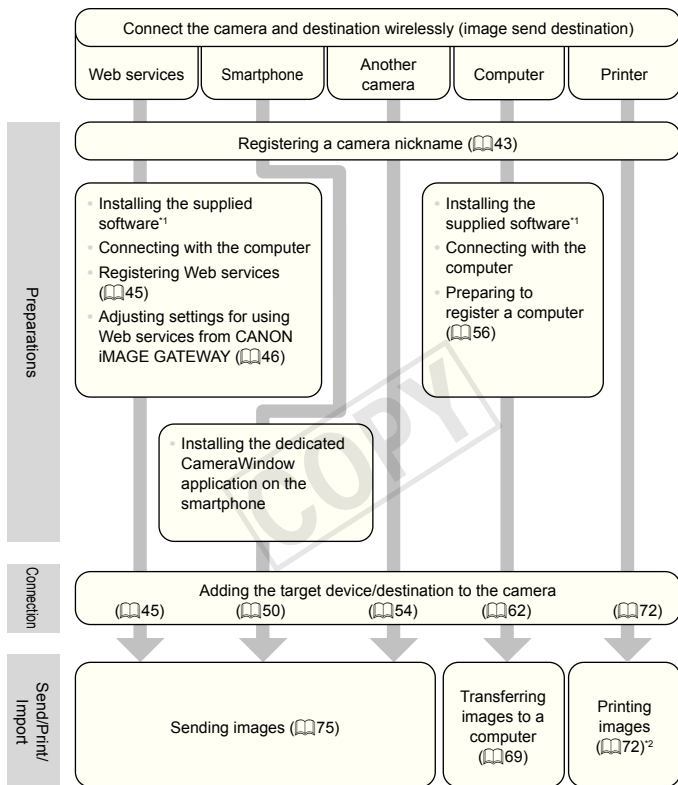 Connect the camera and destination wirelessly (image send destination)
Web services
Smartphone
Another
camera
Computer
Printer
Preparations
Registering a camera nickname (43)
• Installing the supplied
software*1
• Connecting with the computer
• Registering Web services
(45)
• Adjusting settings for using
Web services from CANON
iMAGE GATEWAY (46)
• Installing the
supplied software*1
• Connecting with the
computer
• Preparing to
register a computer
(56)
• Installing the dedicated
CameraWindow
application on the
smartphone
COPY
Connection
Adding the target device/destination to the camera
(45)
(50)
(54)
(62)
(72)
Send/Print/
Import
Sending images (75)
Transferring
images to a
computer
(69)
Printing
images
(72)*2